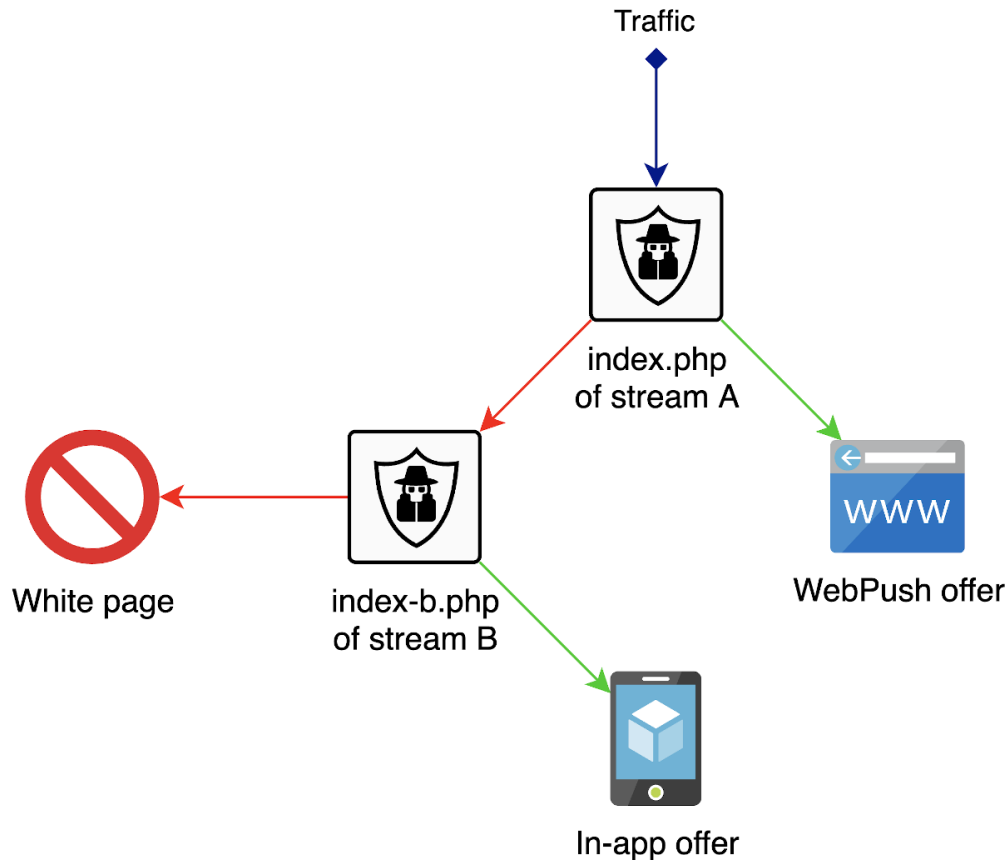 Traffic
index.php
of stream A
WWW
WebPush offer
White page
index-b.php
of stream B
In-app offer